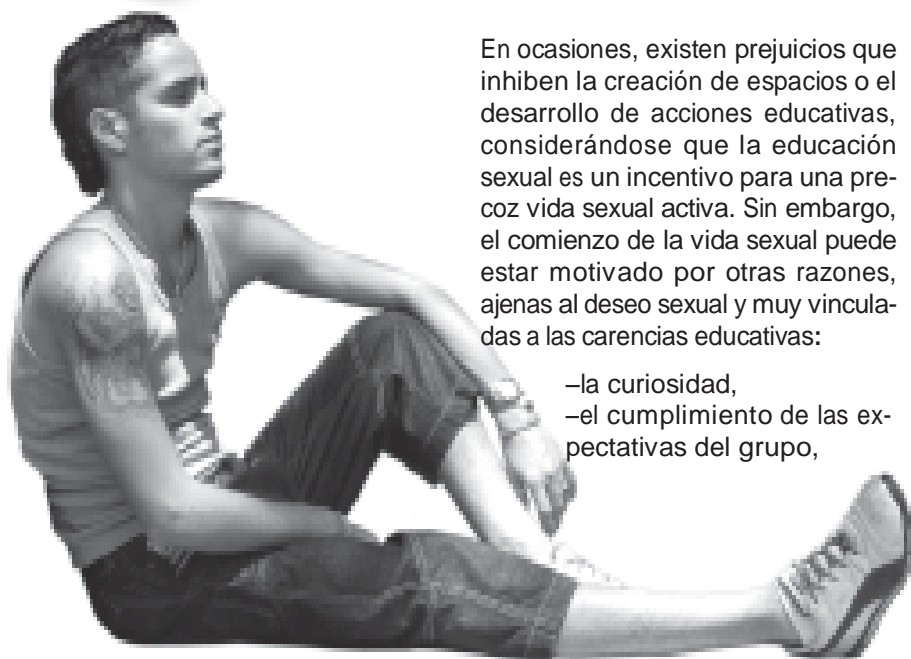 En ocasiones, existen prejuicios que
inhiben la creación de espacios o el
desarrollo de acciones educativas,
considerándose que la educación
sexual es un incentivo para una pre-
coz vida sexual activa. Sin embargo,
el comienzo de la vida sexual puede
estar motivado por otras razones,
ajenas al deseo sexual y muy vincula-
das a las carencias educativas:
–la curiosidad,
–el cumplimiento de las ex-
pectativas del grupo,